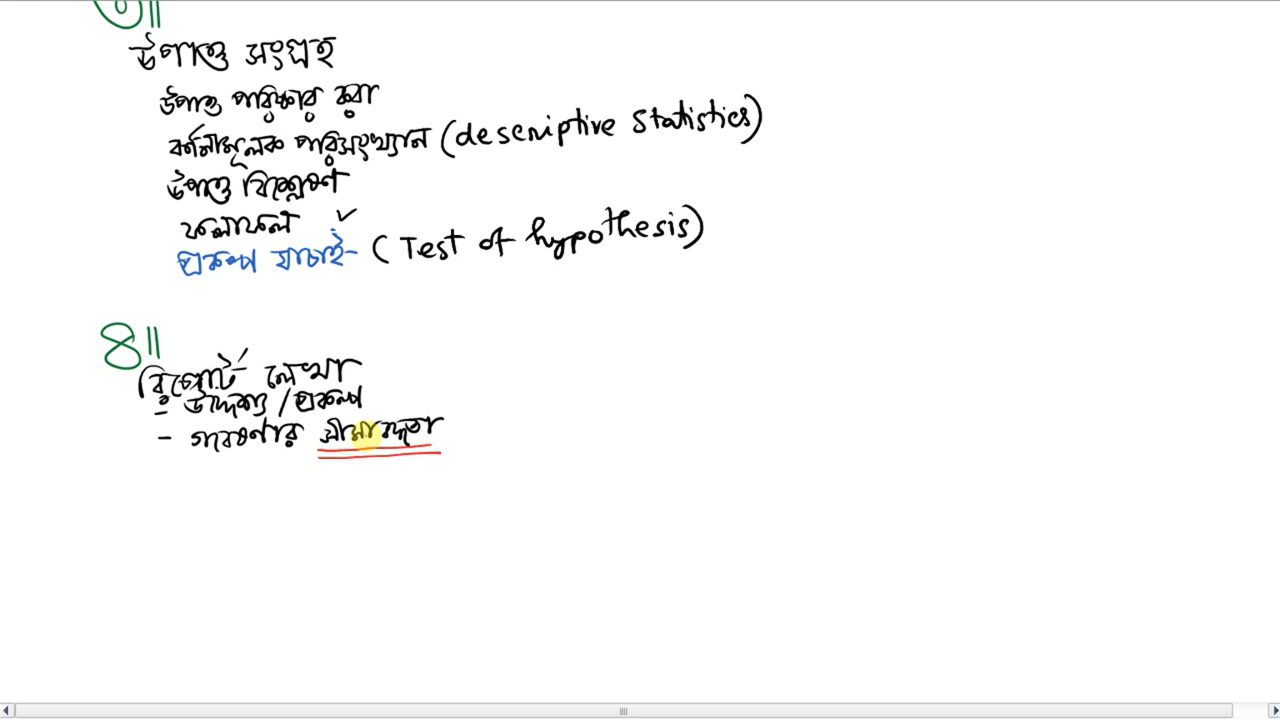 ৩॥
উপাত্ত সংগ্রহ
উপাত্ত পরিষ্কার করা
বর্ণনামূলক পরিসংখ্যান (descriptive statistics)
উপাত্ত বিশ্লেষণ
ফলাফল
প্রকল্প যাচাই- (Test of hypothesis)
৪॥
রিপোর্ট লেখা
- উদ্দেশ্য / প্রকল্প
- গবেষণার সীমাবদ্ধতা